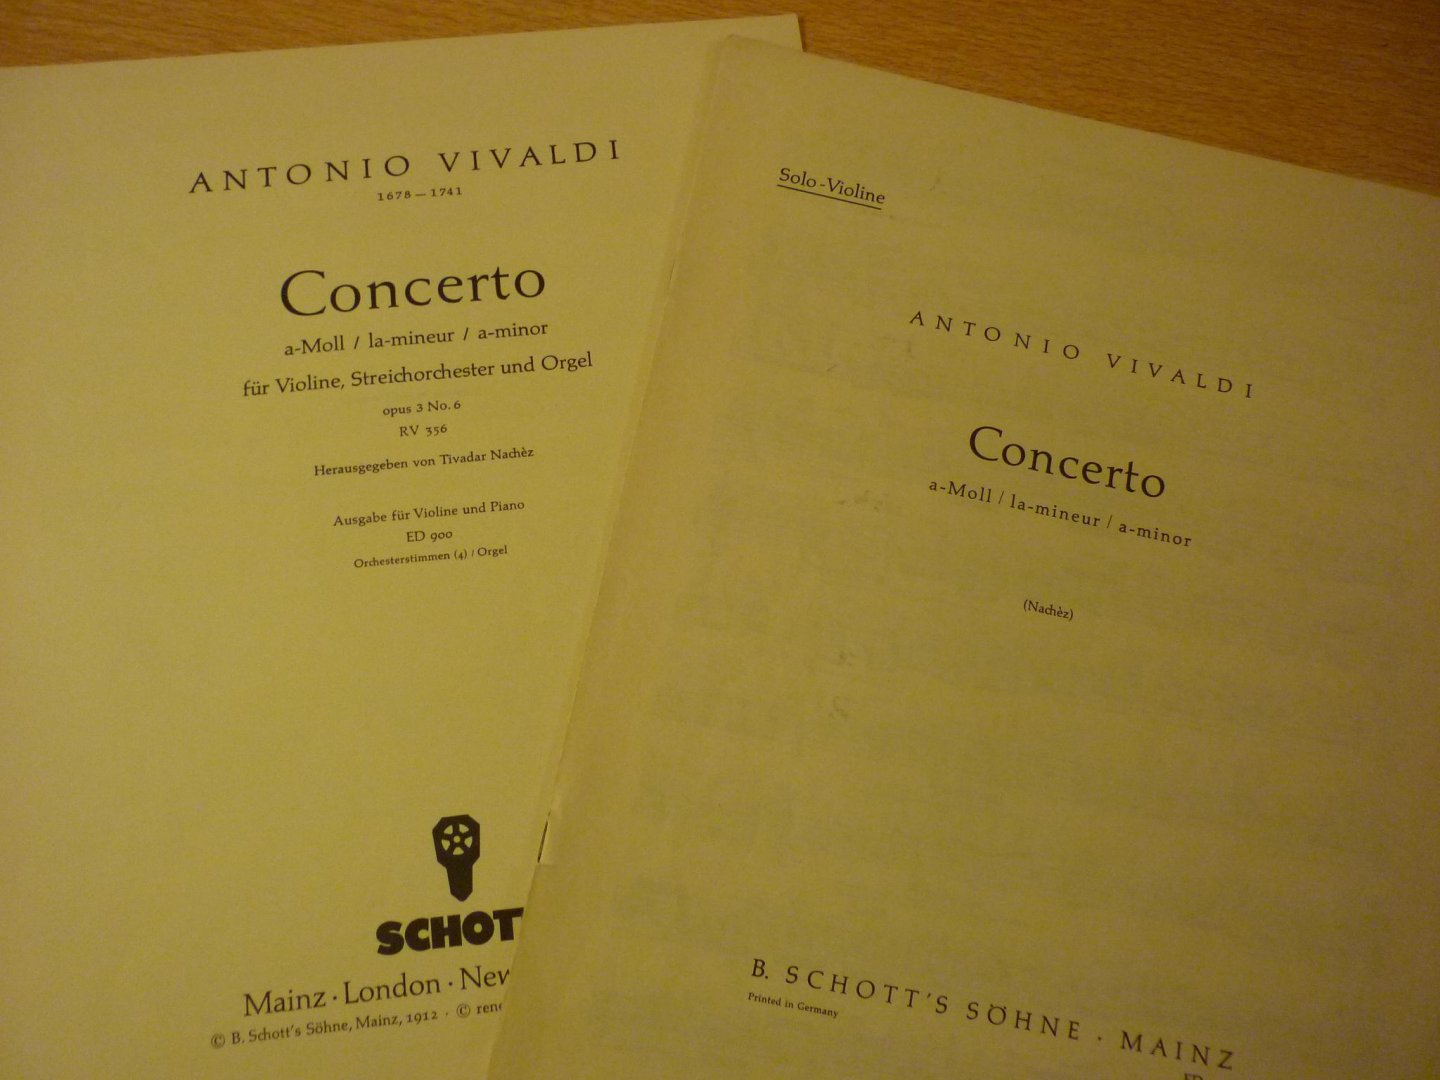 ANTONIO VIVALDI
1678 – 1741
Concerto
a-Moll / la-mineur / a-minor
für Violine, Streichorchester und Orgel
opus 3 No. 6
RV 356
Herausgegeben von Tivadar Nachèz
Ausgabe für Violine und Piano
ED 900
Orchesterstimmen (4) / Orgel
SCHOT
Mainz · London · New
© B. Schott's Söhne, Mainz, 1912 · ©
Solo-Violine
ANTONIO VIVALDI
Concerto
a-Moll / la-mineur / a-minor
(Nachèz)
B. SCHOTT'S SÖHNE · MAINZ
Printed in Germany